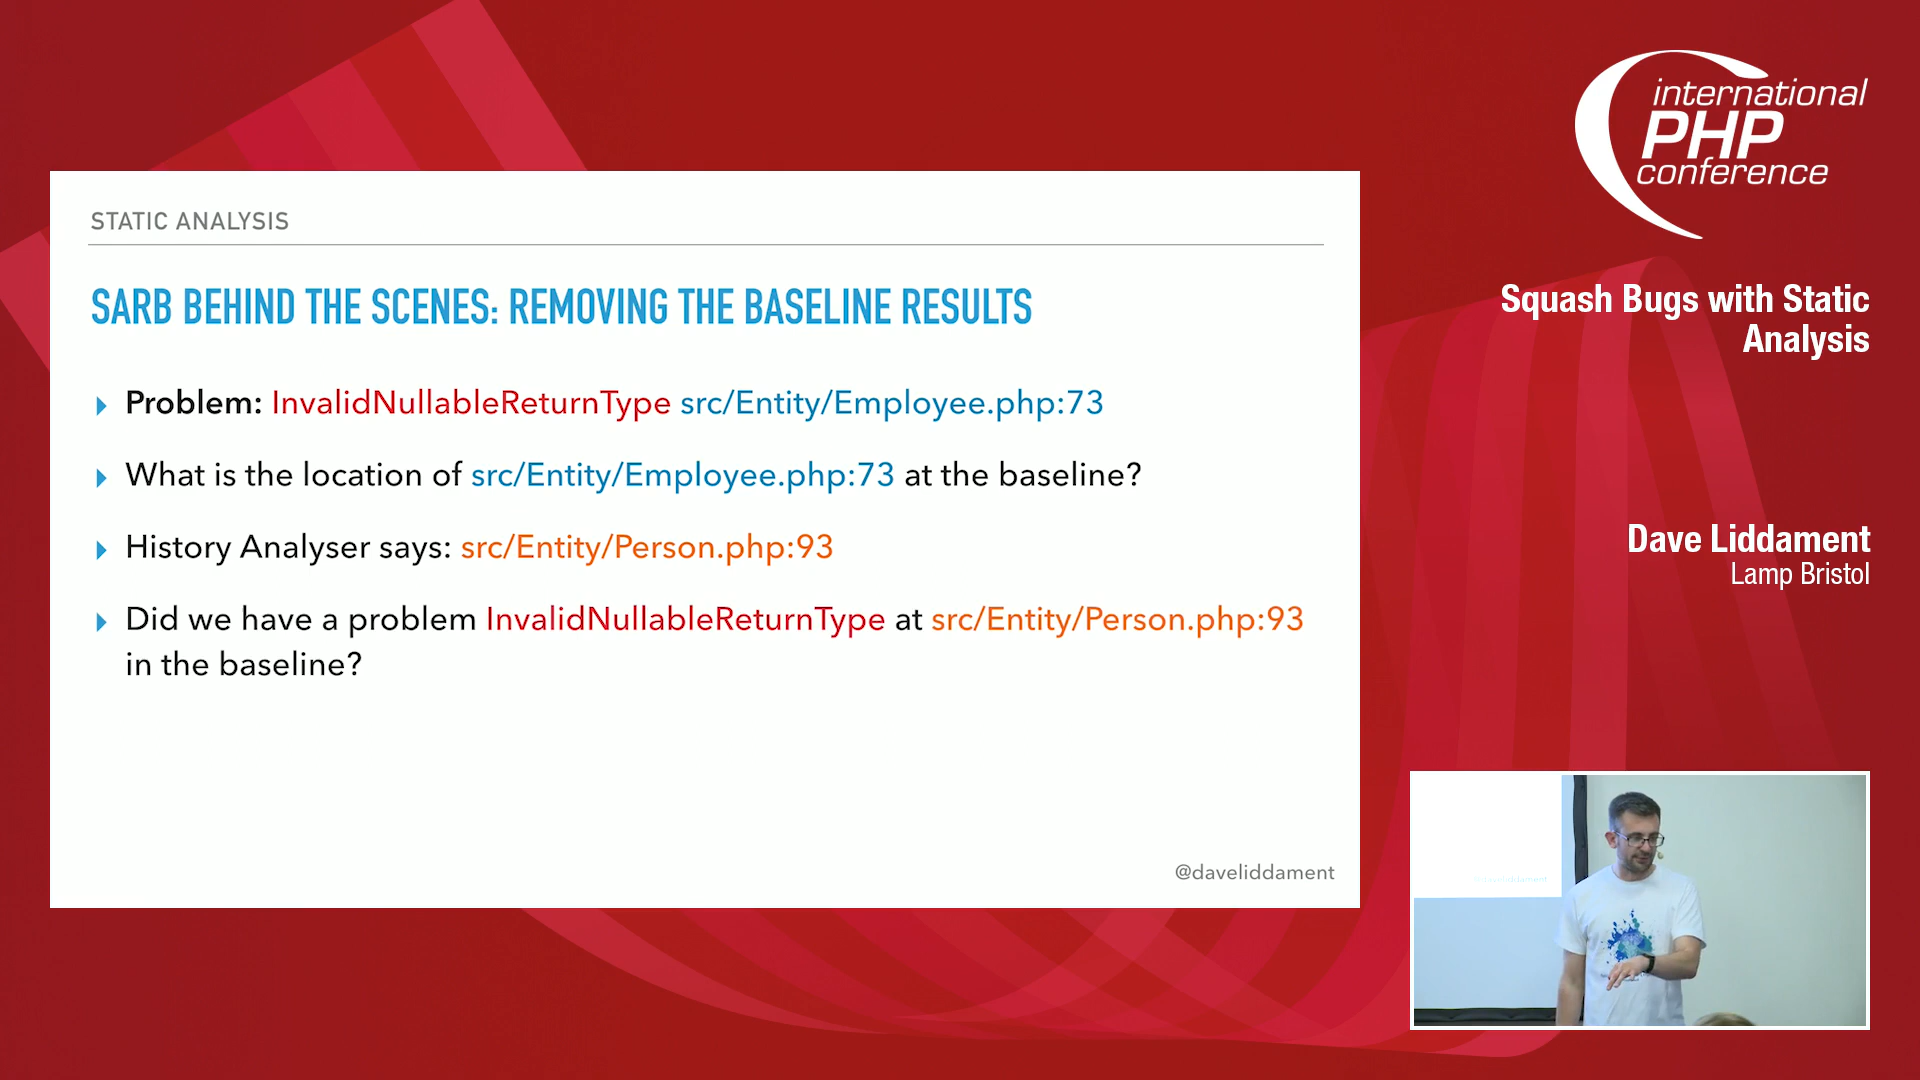 STATIC ANALYSIS
SARB BEHIND THE SCENES: REMOVING THE BASELINE RESULTS
Problem: InvalidNullableReturnType src/Entity/Employee.php:73
What is the location of src/Entity/Employee.php:73 at the baseline?
History Analyser says: src/Entity/Person.php:93
Did we have a problem InvalidNullableReturnType at src/Entity/Person.php:93
in the baseline?
@daveliddament
international
PHP
conference
Squash Bugs with Static
Analysis
Dave Liddament
Lamp Bristol